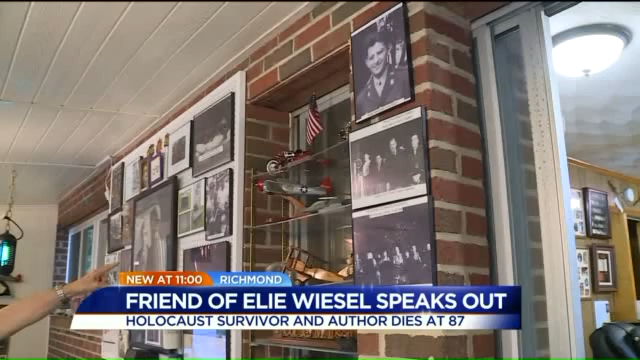 NEW AT 11:00 RICHMOND
FRIEND OF ELIE WIESEL SPEAKS OUT
HOLOCAUST SURVIVOR AND AUTHOR DIES AT 87